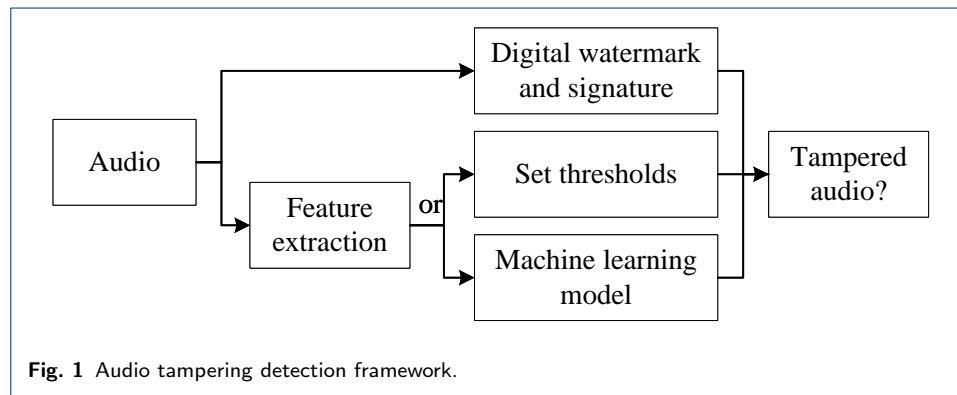 Digital watermark
and signature
Audio
Set thresholds
Tampered
audio?
Feature
extraction
or
Machine learning
model
Fig. 1 Audio tampering detection framework.